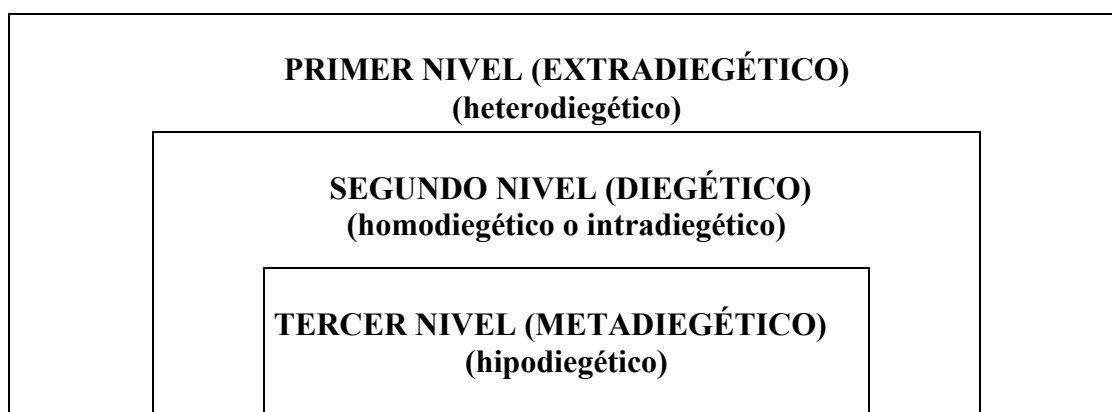 PRIMER NIVEL (EXTRADIEGÉTICO)
(heterodiegético)
SEGUNDO NIVEL (DIEGÉTICO)
(homodiegético o intradiegético)
TERCER NIVEL (METADIEGÉTICO)
(hipodiegético)